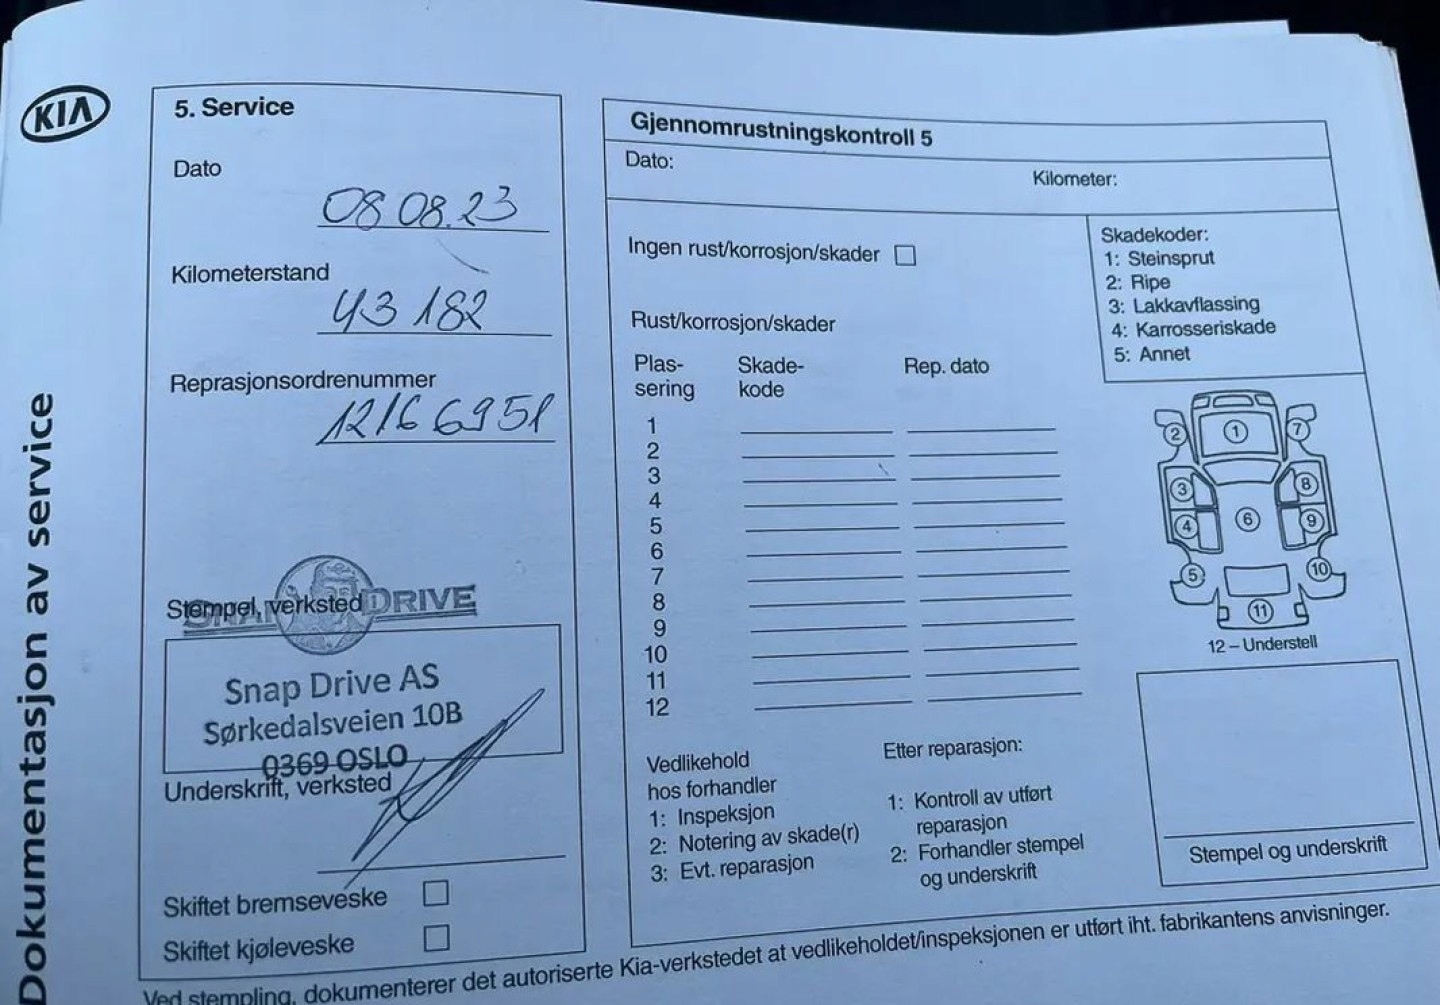 KIA
Dokumentasjon av service
5. Service
Dato
08.08.23
Kilometerstand
43 182
Reprasjonsordrenummer
12166951
Stempel, verksted
DRIVE
Snap Drive AS
Sørkedalsveien 10B
0369 OSLO
Underskrift, verksted
Skiftet bremseveske
Skiftet kjøleveske
Gjennomrustningskontroll 5
Dato:
Kilometer:
Ingen rust/korrosjon/skader
Rust/korrosjon/skader
Plas-
sering
Skade-
kode
Rep. dato
1
2
3
4
5
6
7
8
9
10
11
12
Skadekoder:
1: Steinsprut
2: Ripe
3: Lakkavflassing
4: Karrosseriskade
5: Annet
1
2
7
3
8
4
6
9
5
10
11
12 – Understell
Vedlikehold
hos forhandler
1: Inspeksjon
2: Notering av skade(r)
3: Evt. reparasjon
Etter reparasjon:
1: Kontroll av utført
reparasjon
2: Forhandler stempel
og underskrift
Stempel og underskrift
Ved stempling, dokumenterer det autoriserte Kia-verkstedet at vedlikeholdet/inspeksjonen er utført iht. fabrikantens anvisninger.